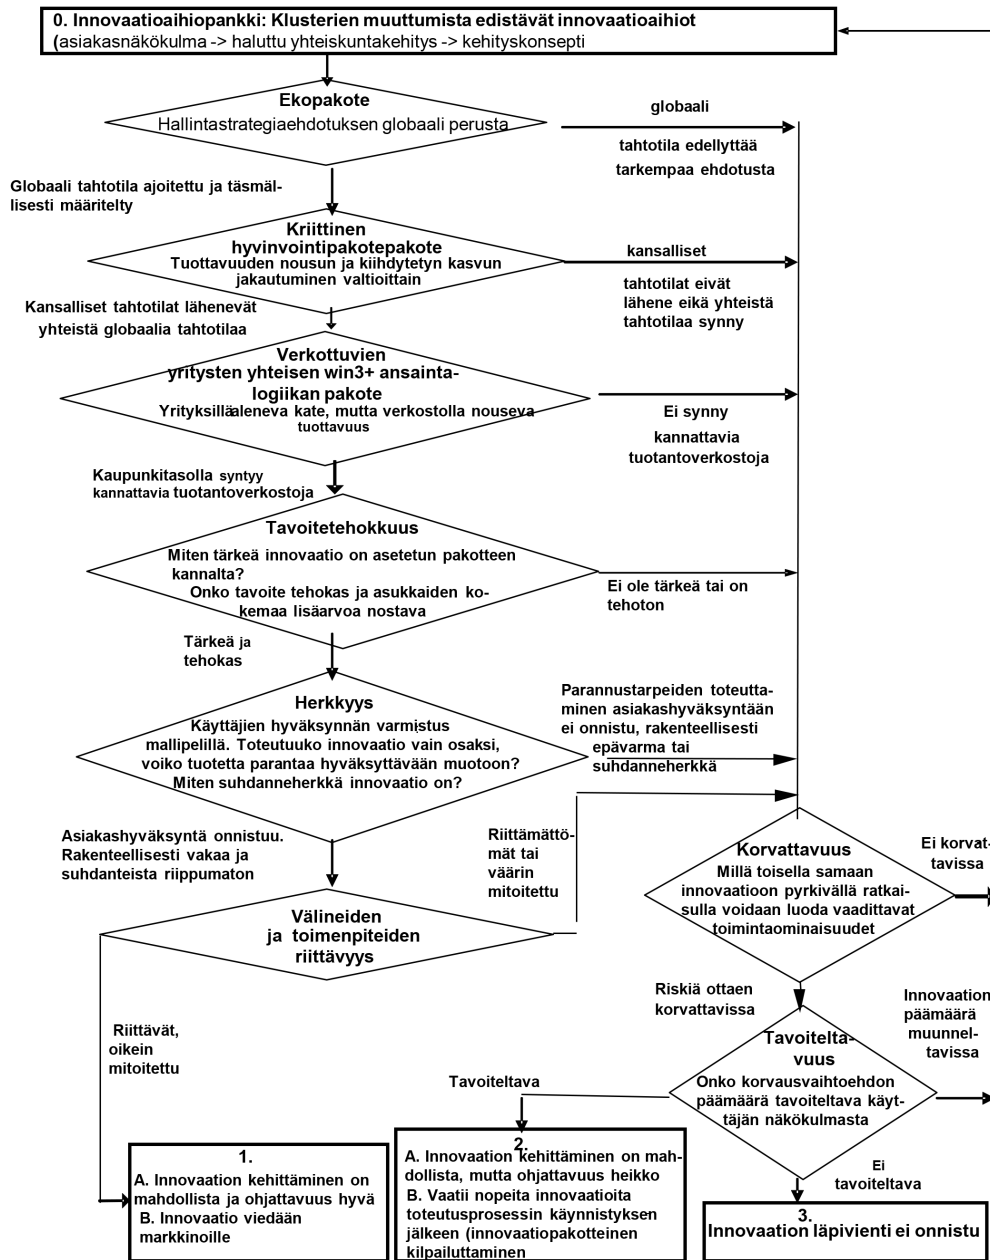 0. Innovaatioaihiopankki: Klusterien muuttumista edistävät innovaatioaihiot
(asiakasnäkökulma -> haluttu yhteiskuntakehitys -> kehityskonsepti
Ekopakote
Hallintastrategiaehdotuksen globaali perusta
globaali
tahtotila edellyttää
tarkempaa ehdotusta
Globaali tahtotila ajoitettu ja täsmäl-
lisesti määritelty
Kriittinen
hyvinvointipakotepakote
Tuottavuuden nousun ja kiihdytetyn kasvun
jakautuminen valtioittain
kansalliset
tahtotilat eivät
lähene eikä yhteistä
tahtotilaa synny
Kansalliset tahtotilat lähenevät
yhteistä globaalia tahtotilaa
Verkottuvien
yritysten yhteisen win3+ ansainta-
logiikan pakote
Yrityksilläaleneva kate, mutta verkostolla nouseva
tuottavuus
Ei synny
kannattavia
tuotantoverkostoja
Kaupunkitasolla syntyy
kannattavia tuotantoverkostoja
Tavoitetehokkuus
Miten tärkeä innovaatio on asetetun pakotteen
kannalta?
Onko tavoite tehokas ja asukkaiden ko-
kemaa lisäarvoa nostava
Ei ole tärkeä tai on
tehoton
Tärkeä ja
tehokas
Herkkyys
Käyttäjien hyväksynnän varmistus
mallipelillä. Toteutuuko innovaatio vain osaksi,
voiko tuotetta parantaa hyväksyttävään muotoon?
Miten suhdanneherkkä innovaatio on?
Parannustarpeiden toteutta-
minen asiakashyväksyntään
ei onnistu, rakenteellisesti
epävarma tai
suhdanneherkkä
Asiakashyväksyntä onnistuu.
Rakenteellisesti vakaa ja
suhdanteista riippumaton
Riittämättö-
mät tai
väärin
mitoitettu
Välineiden
ja toimenpiteiden
riittävyys
Korvattavuus
Millä toisella samaan
innovaatioon pyrkivällä ratkai-
sulla voidaan luoda vaadittavat
toimintaominaisuudet
Ei korvat-
tavissa
Riskiä ottaen
korvattavissa
Innovaation
päämäärä
muunnel-
tavissa
Riittävät,
oikein
mitoitettu
Tavoitelta-
vuus
Onko korvausvaihtoehdon
päämäärä tavoiteltava käyt-
täjän näkökulmasta
Tavoiteltava
Ei
tavoiteltava
1.
A. Innovaation kehittäminen on
mahdollista ja ohjattavuus hyvä
B. Innovaatio viedään
markkinoille
2.
A. Innovaation kehittäminen on mah-
dollista, mutta ohjattavuus heikko
B. Vaatii nopeita innovaatioita
toteutusprosessin käynnistyksen
jälkeen (innovaatiopakotteinen
kilpailuttaminen
3.
Innovaation läpivienti ei onnistu